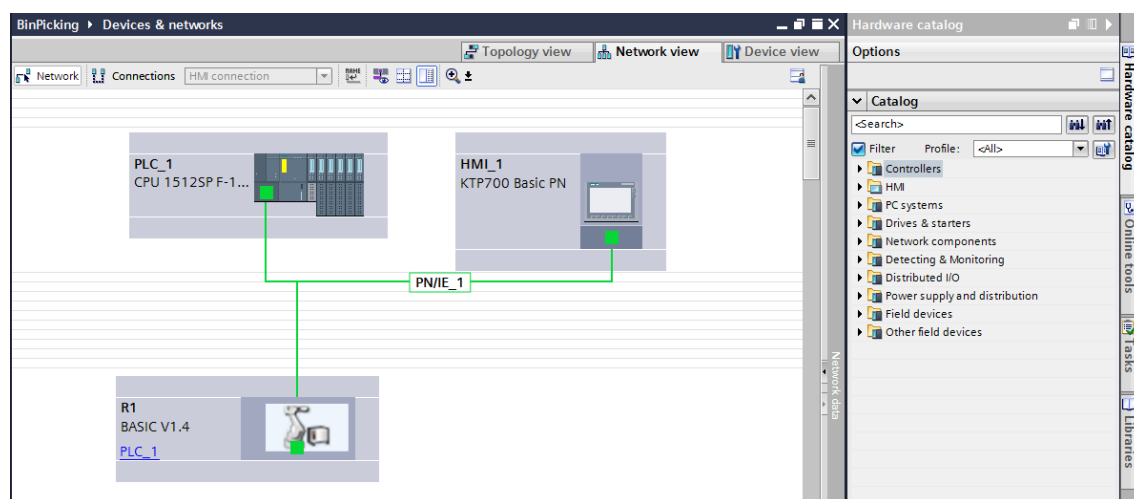 BinPicking ▸ Devices & networks
Topology view
Network view
Device view
Network
Connections
HMI connection
PLC_1
CPU 1512SP F-1...
HMI_1
KTP700 Basic PN
PN/IE_1
R1
BASIC V1.4
PLC_1
Network data
Hardware catalog
Options
Catalog
<Search>
Filter
Profile:
<All>
Controllers
HMI
PC systems
Drives & starters
Network components
Detecting & Monitoring
Distributed I/O
Power supply and distribution
Field devices
Other field devices
Hardware catalog
Online tools
Tasks
Libraries